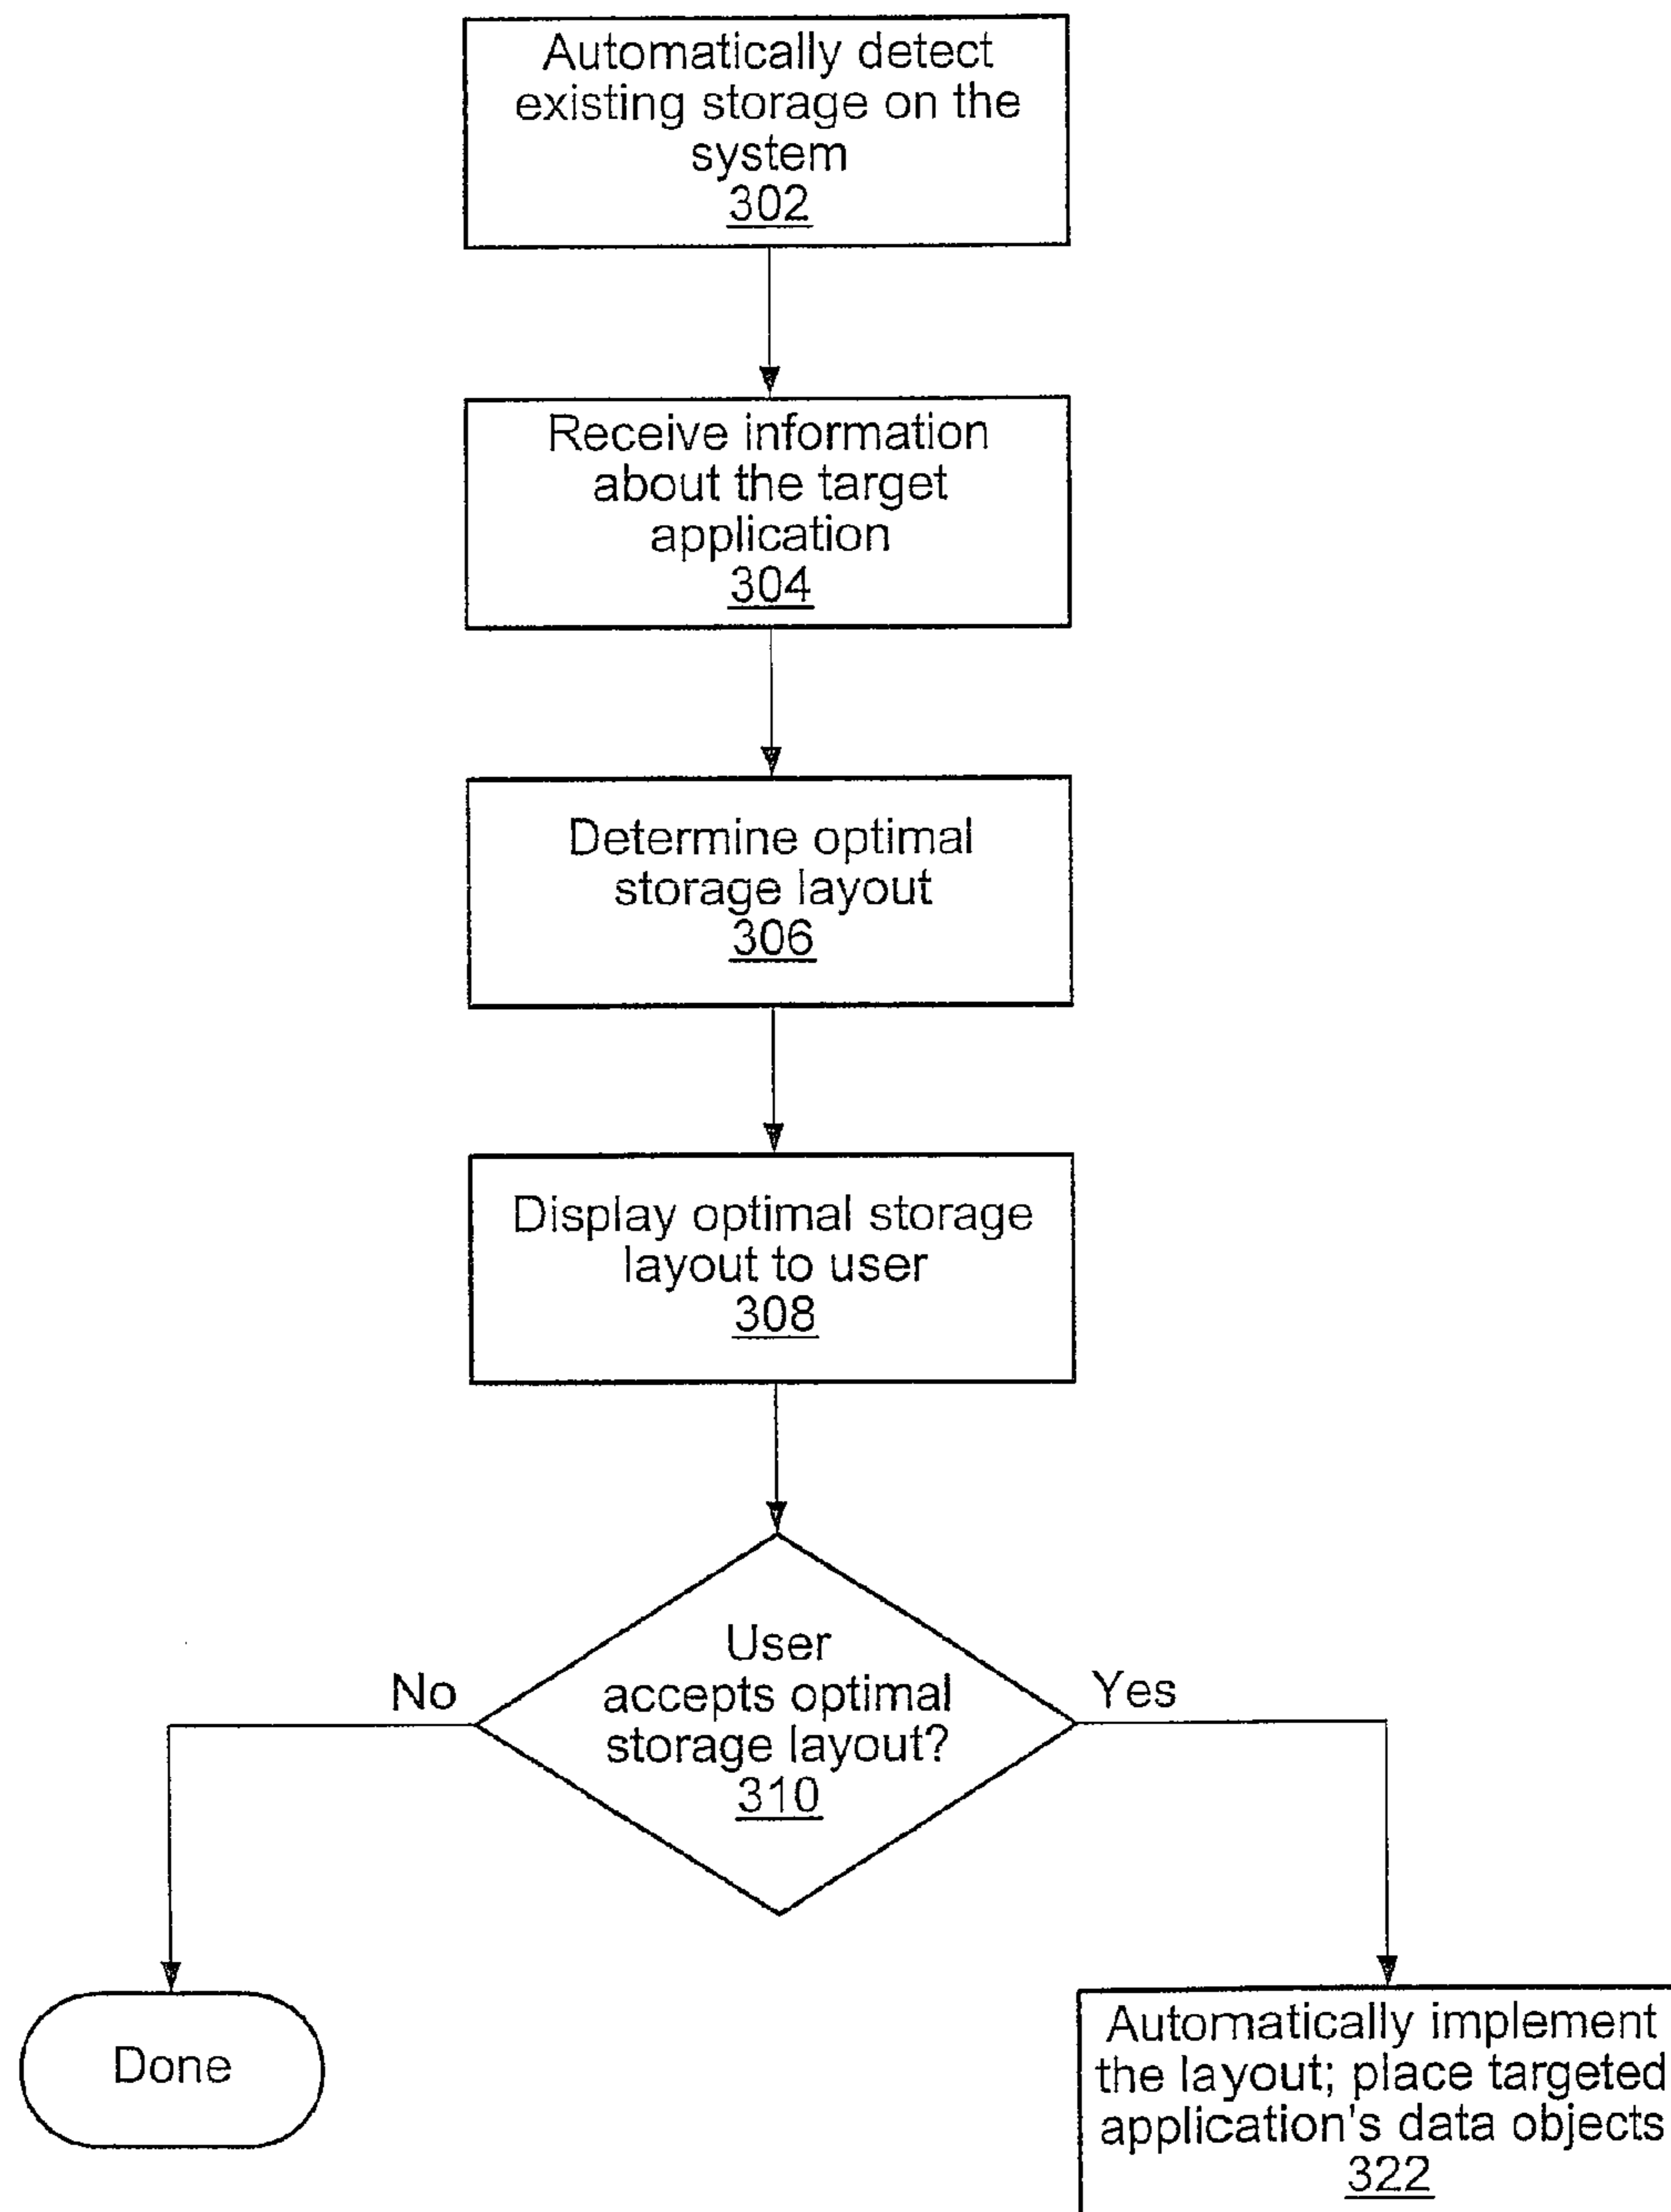 Automatically detect
existing storage on the
system
302
Receive information
about the target
application
304
Determine optimal
storage layout
306
Display optimal storage
layout to user
308
User
accepts optimal
storage layout?
310
No
Yes
Done
Automatically implement
the layout; place targeted
application's data objects
322